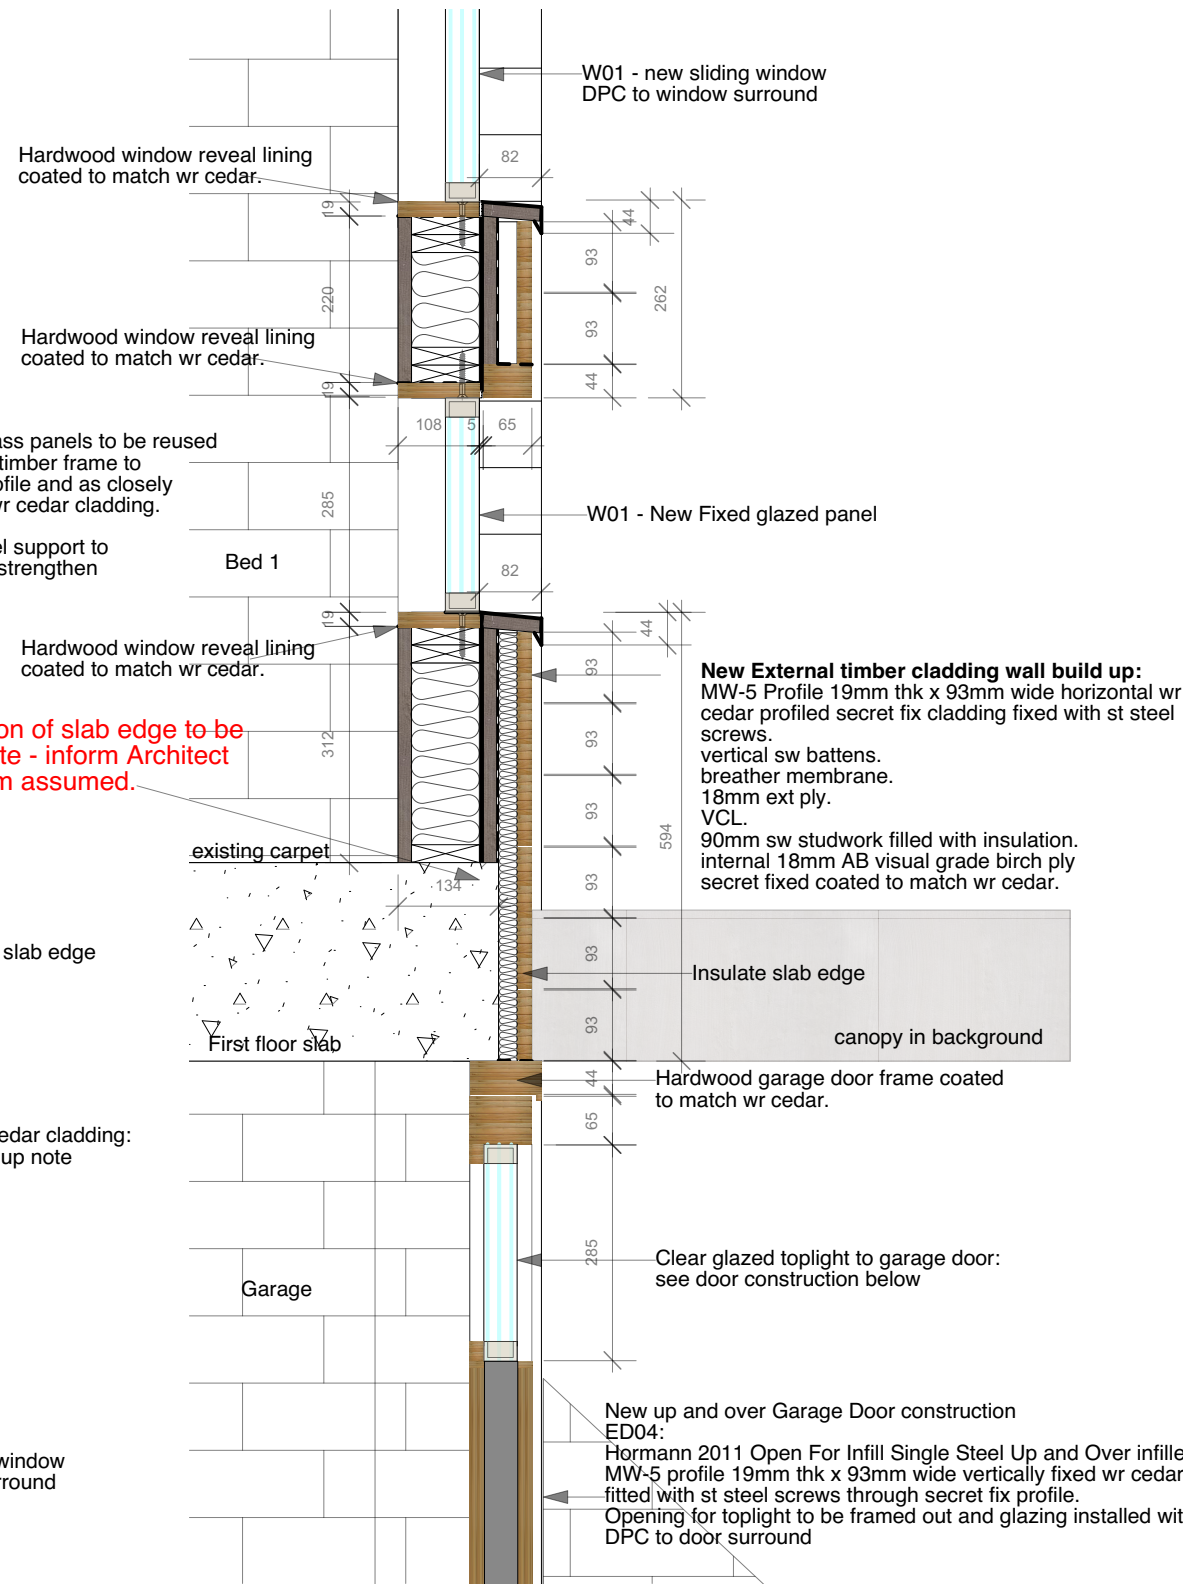 W01 - new sliding window
DPC to window surround
82
Hardwood window reveal lining
coated to match wr cedar.
19
44
93
220
262
93
Hardwood window reveal lining
coated to match wr cedar.
19
44
108 5 65
ass panels to be reused
timber frame to
ofile and as closely
vr cedar cladding.
285
W01 - New Fixed glazed panel
el support to
strengthen
Bed 1
82
19
44
Hardwood window reveal lining
coated to match wr cedar.
93
New External timber cladding wall build up:
MW-5 Profile 19mm thk x 93mm wide horizontal wr
cedar profiled secret fix cladding fixed with st steel
screws.
vertical sw battens.
breather membrane.
18mm ext ply.
VCL.
90mm sw studwork filled with insulation.
internal 18mm AB visual grade birch ply
secret fixed coated to match wr cedar.
on of slab edge to be
te - inform Architect
m assumed.
312
93
93
594
existing carpet
134
93
slab edge
93
Insulate slab edge
93
First floor slab
canopy in background
44
Hardwood garage door frame coated
to match wr cedar.
65
edar cladding:
up note
285
Clear glazed toplight to garage door:
see door construction below
Garage
New up and over Garage Door construction
ED04:
Hormann 2011 Open For Infill Single Steel Up and Over infille
MW-5 profile 19mm thk x 93mm wide vertically fixed wr cedar
fitted with st steel screws through secret fix profile.
Opening for toplight to be framed out and glazing installed wit
DPC to door surround
window
rround